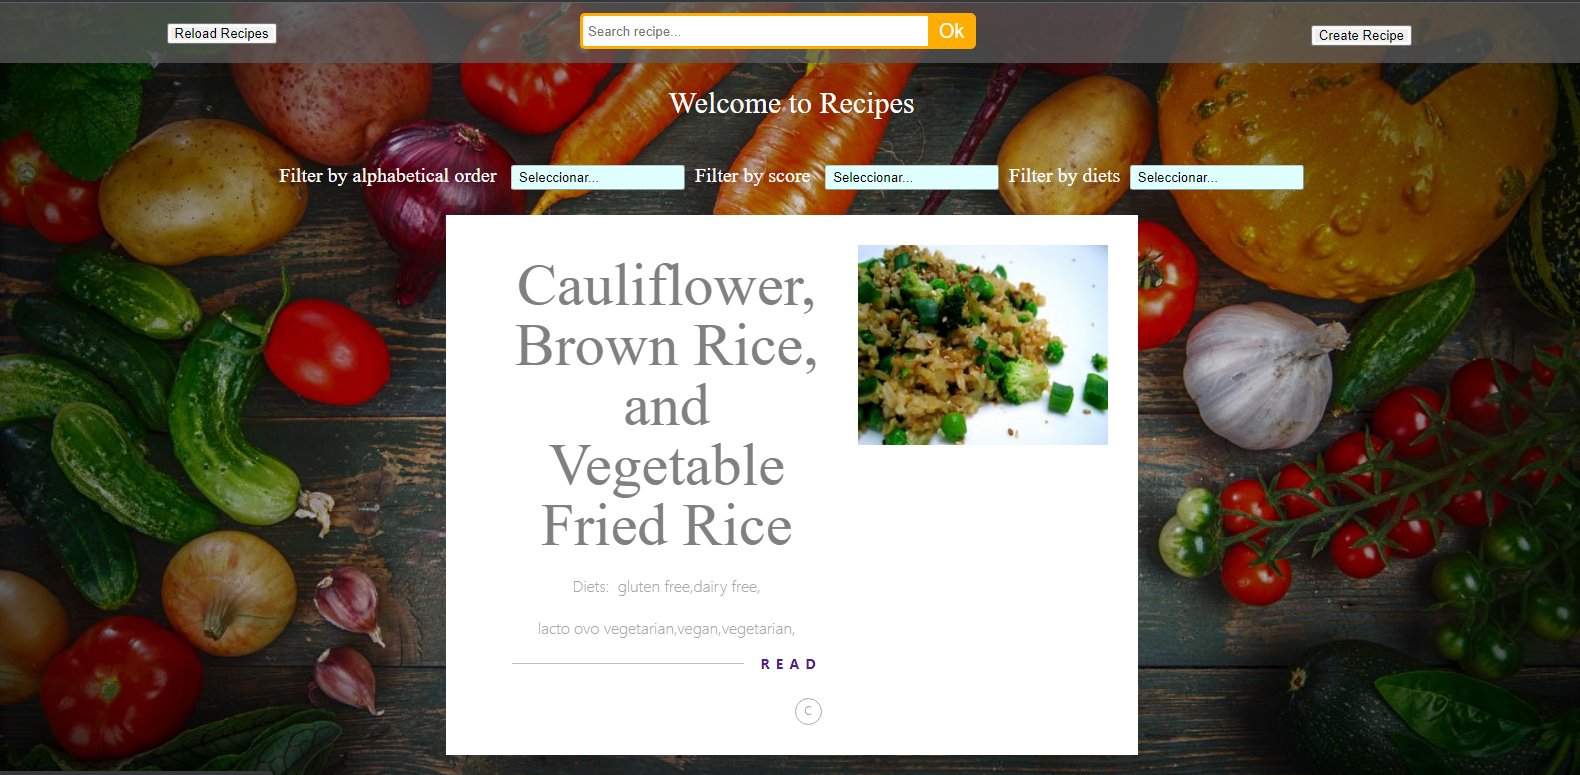 Reload Recipes
Search recipe...
Ok
Create Recipe
Welcome to Recipes
Filter by alphabetical order Seleccionar... Filter by score Seleccionar... Filter by diets Seleccionar...
Cauliflower,
Brown Rice,
and
Vegetable
Fried Rice
Diets: gluten free,dairy free,
lacto ovo vegetarian,vegan,vegetarian,
READ
C